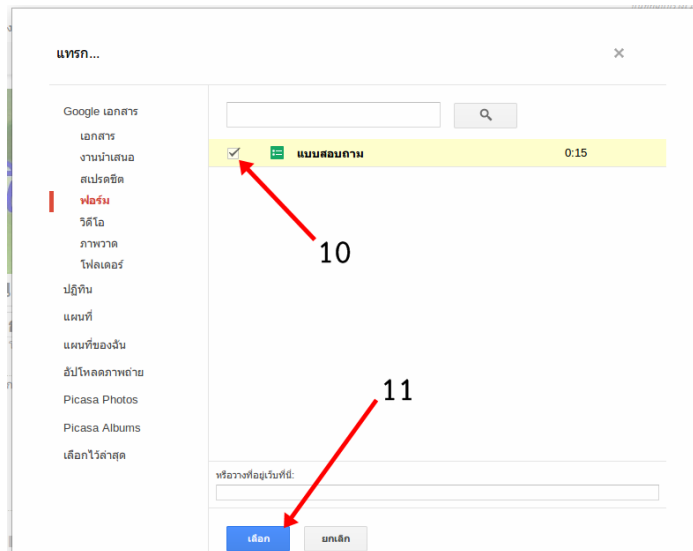 แทรก...
Google เอกสาร
เอกสาร
งานนำเสนอ
สเปรดชีต
ฟอร์ม
วิดีโอ
ภาพวาด
โฟลเดอร์
ปฏิทิน
แผนที่
แผนที่ของฉัน
อัปโหลดภาพถ่าย
Picasa Photos
Picasa Albums
เลือกไว้ล่าสุด
แบบสอบถาม 0:15
10
11
หรือวางที่อยู่เว็บที่นี่:
เลือก ยกเลิก